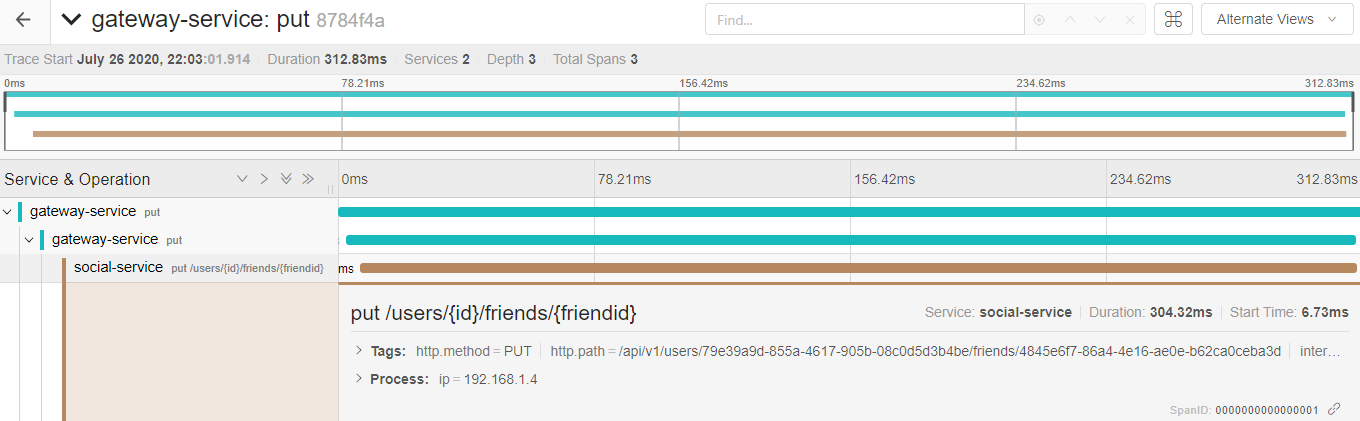 gateway-service: put 8784f4a
Find...
Alternate Views
Trace Start July 26 2020, 22:03:01.914 Duration 312.83ms Services 2 Depth 3 Total Spans 3
0ms 78.21ms 156.42ms 234.62ms 312.83ms
Service & Operation 0ms 78.21ms 156.42ms 234.62ms 312.83ms
gateway-service put
gateway-service put
social-service put /users/{id}/friends/{friendid} ms
put /users/{id}/friends/{friendid} Service: social-service Duration: 304.32ms Start Time: 6.73ms
Tags: http.method = PUT http.path = /api/v1/users/79e39a9d-855a-4617-905b-08c0d5d3b4be/friends/4845e6f7-86a4-4e16-ae0e-b62ca0ceba3d inter...
Process: ip = 192.168.1.4
SpanID: 0000000000000001